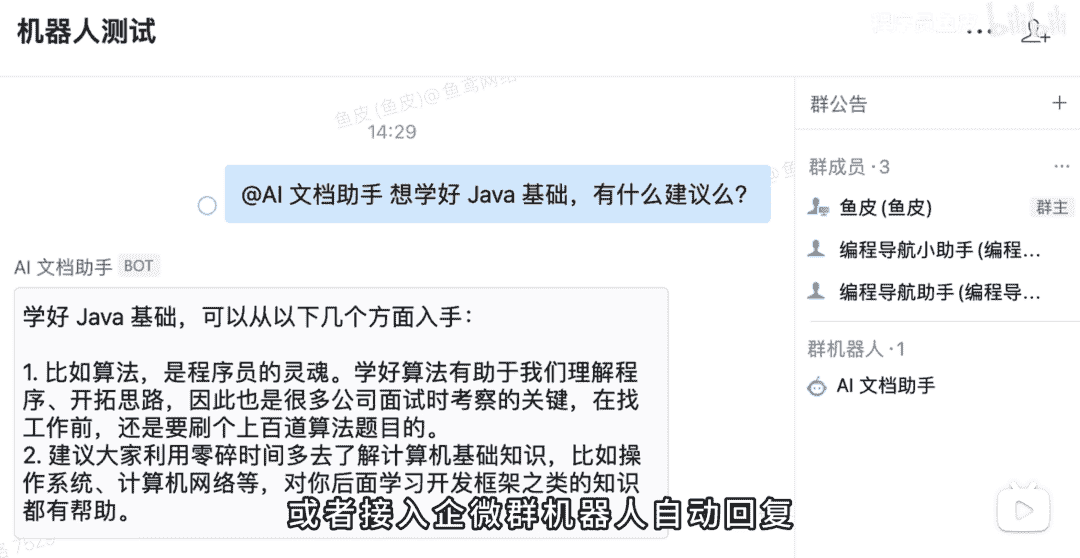 机器人测试
鱼皮(鱼皮)@鱼鸢网络
14:29
@AI 文档助手 想学好 Java 基础，有什么建议么？
AI 文档助手 BOT
学好 Java 基础，可以从以下几个方面入手：
1. 比如算法，是程序员的灵魂。学好算法有助于我们理解程
序、开拓思路，因此也是很多公司面试时考察的关键，在找
工作前，还是要刷个上百道算法题目的。
2. 建议大家利用零碎时间多去了解计算机基础知识，比如操
作系统、计算机网络等，对你后面学习开发框架之类的知识
都有帮助。
或者接入企微群机器人自动回复
群公告
群成员·3
鱼皮(鱼皮) 群主
编程导航小助手(编程...
编程导航助手(编程导...
群机器人·1
AI 文档助手
bilibili